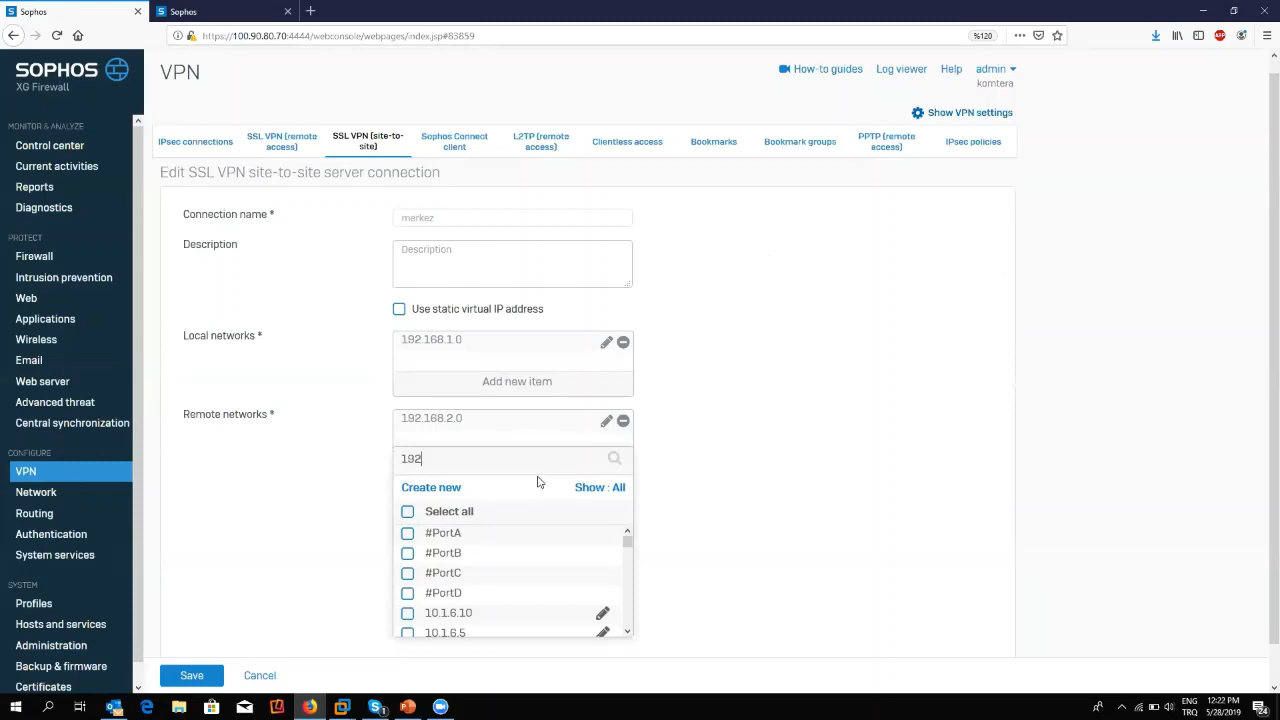 Sophos
Sophos
https://100.90.80.70:4444/webconsole/webpages/index.jsp#83859
%120
SOPHOS
XG Firewall
VPN
How-to guides
Log viewer
Help
admin
komtera
Show VPN settings
MONITOR & ANALYZE
Control center
Current activities
Reports
Diagnostics
PROTECT
Firewall
Intrusion prevention
Web
Applications
Wireless
Email
Web server
Advanced threat
Central synchronization
CONFIGURE
VPN
Network
Routing
Authentication
System services
SYSTEM
Profiles
Hosts and services
Administration
Backup & firmware
Certificates
IPsec connections
SSL VPN (remote
access)
SSL VPN (site-to-
site)
Sophos Connect
client
L2TP (remote
access)
Clientless access
Bookmarks
Bookmark groups
PPTP (remote
access)
IPsec policies
Edit SSL VPN site-to-site server connection
Connection name *
merkez
Description
Description
Use static virtual IP address
Local networks *
192.168.1.0
Add new item
Remote networks *
192.168.2.0
192
Create new
Show : All
Select all
#PortA
#PortB
#PortC
#PortD
10.1.6.10
10.1.6.5
Save
Cancel
ENG
TRQ
12:22 PM
5/28/2019
24